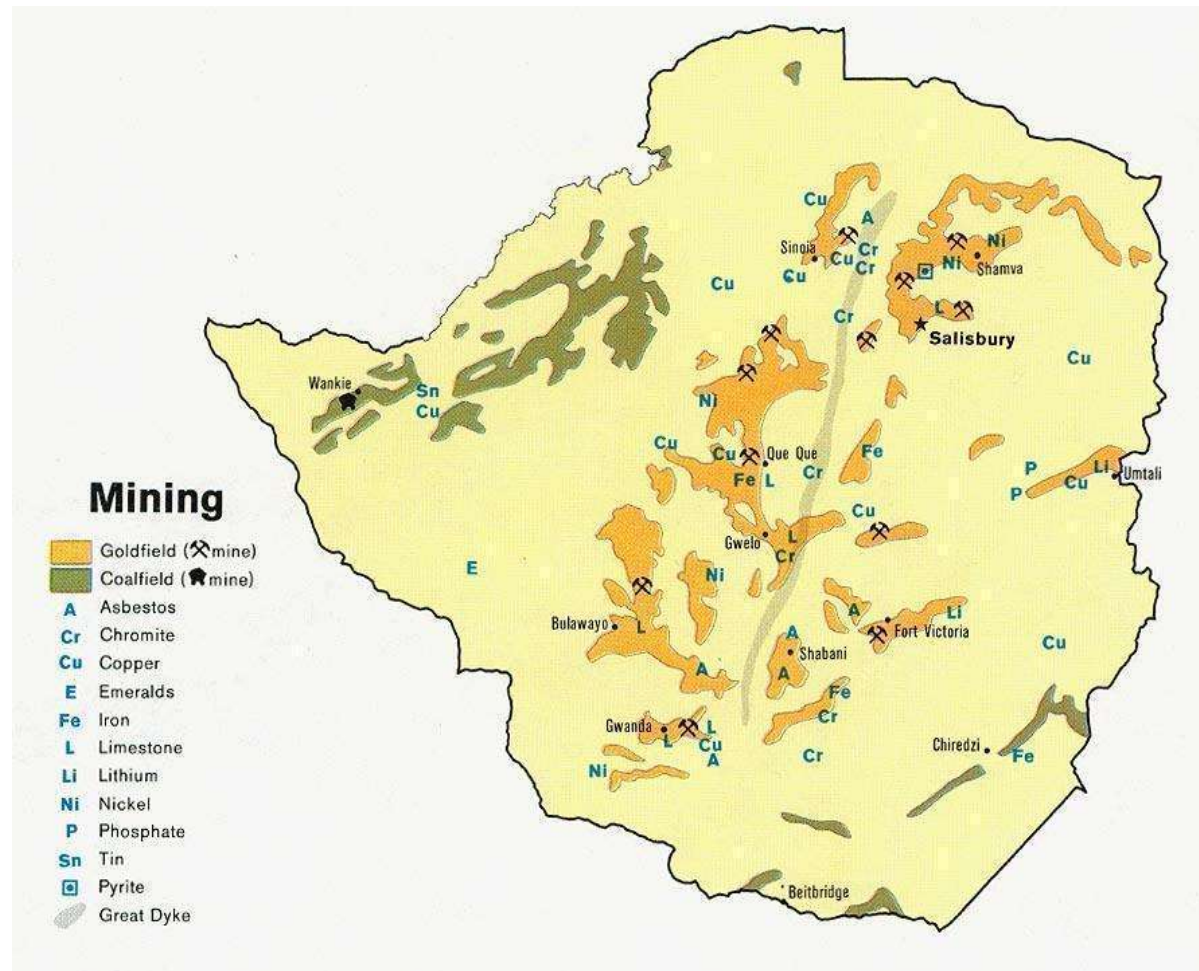 Cu
A
Sinoia
Cr
Cu
Cr
Cu
Cu
Ni
Ni
Shamva
L
Salisbury
Cr
Cu
Wankie
Sn
Cu
Ni
Cu
Cu
Que Que
Fe
L
Cr
Fe
P
P
Li
Cu
Umtali
Cu
Gwelo
L
Cr
E
Ni
Bulawayo
L
A
A
Shabani
A
A
Li
Fort Victoria
Cu
Gwanda
L
L
Cu
A
Ni
Fe
Cr
Cr
Chiredzi
Fe
Beitbridge
Mining
Goldfield (mine)
Coalfield (mine)
A Asbestos
Cr Chromite
Cu Copper
E Emeralds
Fe Iron
L Limestone
Li Lithium
Ni Nickel
P Phosphate
Sn Tin
Pyrite
Great Dyke